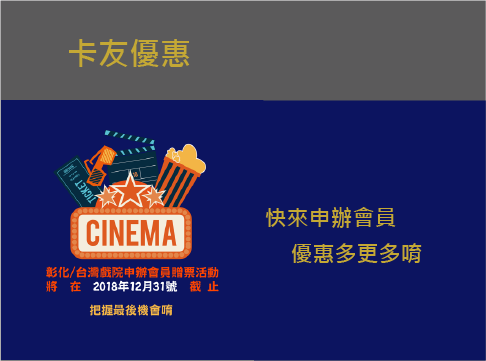 卡友優惠
TICKET
CINEMA
彰化/台灣戲院申辦會員贈票活動
將 在 2018年12月31號 截 止
把握最後機會唷
快來申辦會員
優惠多更多唷